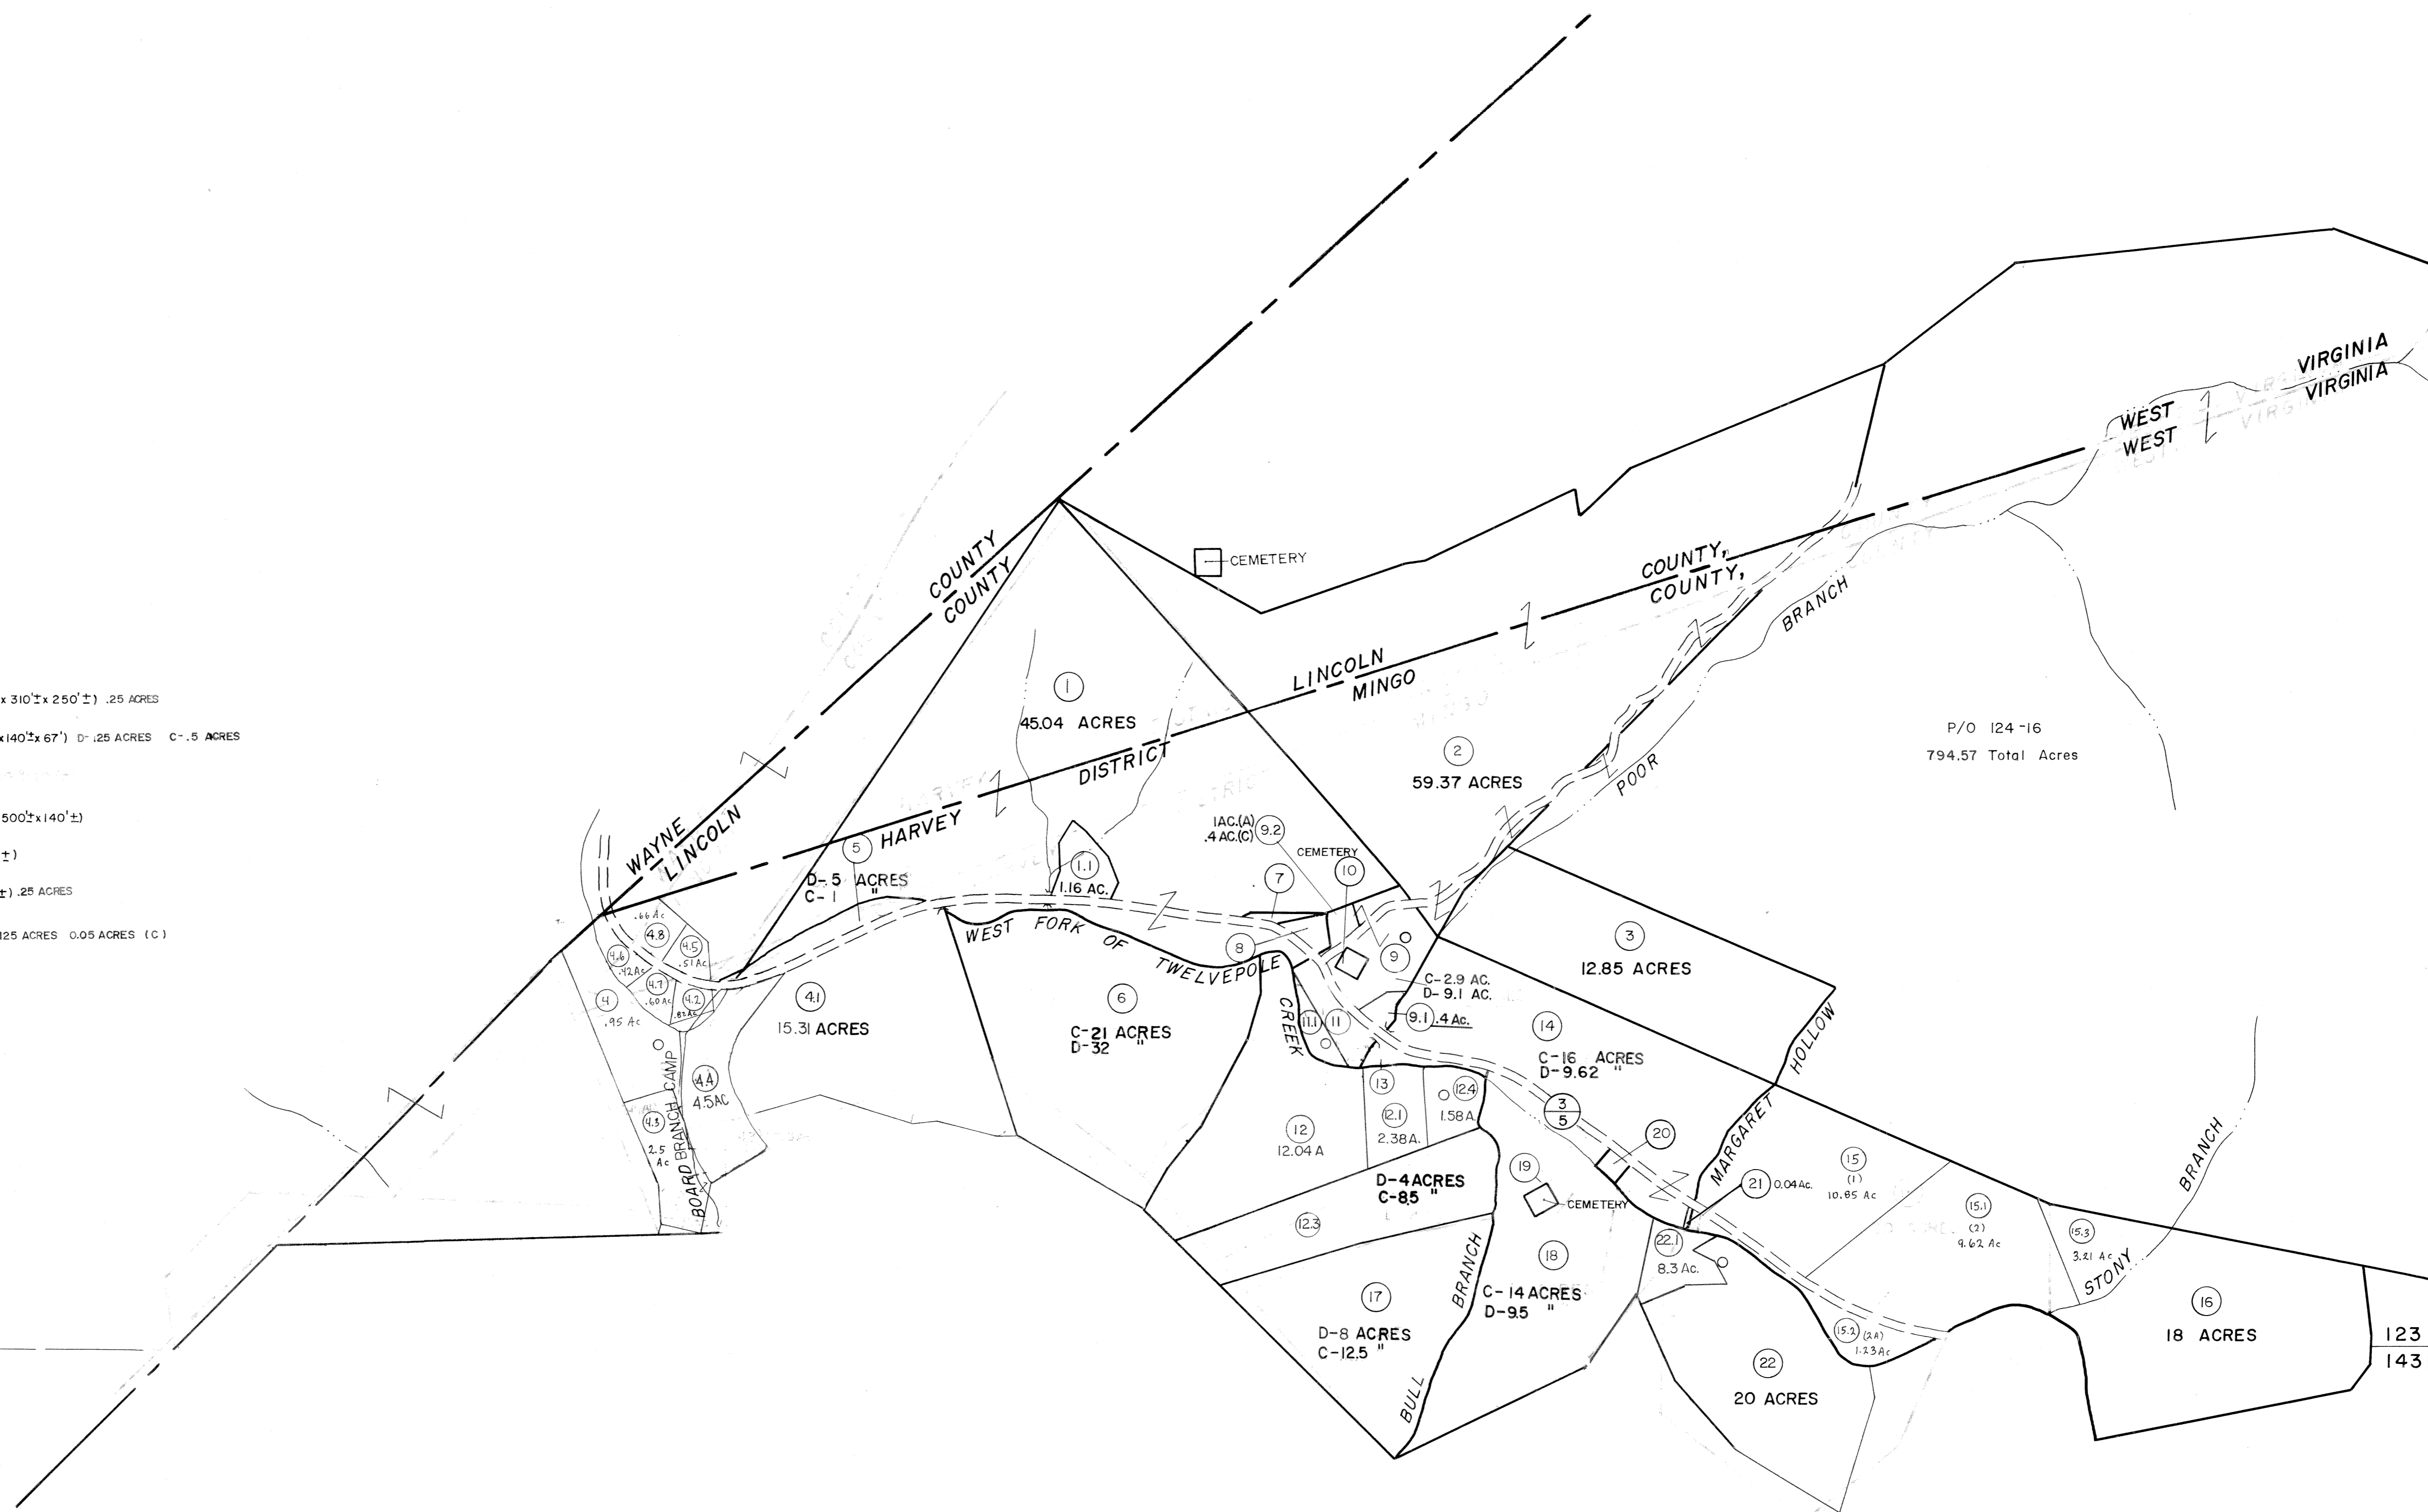 VIRGINIA
VIRGINIA
WEST
WEST
COUNTY
COUNTY
CEMETERY
COUNTY,
COUNTY,
BRANCH
LINCOLN
MINGO
x 310'± x 250'±) .25 ACRES
x140'± x 67') D-.125 ACRES C-.5 ACRES
500'± x 140'±)
±)
±) .25 ACRES
125 ACRES 0.05 ACRES (C)
1
45.04 ACRES
DISTRICT
2
59.37 ACRES
POOR
P/O 124-16
794.57 Total Acres
WAYNE
LINCOLN
HARVEY
5
D-.5 ACRES
C-1 "
1.1
1.16 AC.
1AC.(A)
.4 AC.(C)
9.2
CEMETERY
10
7
8
9
C-2.9 AC.
D-9.1 AC.
9.1 .4 Ac.
3
12.85 ACRES
WEST FORK OF TWELVEPOLE
CREEK
.66 Ac
4.8
4.5
.51 Ac
4.6
.42 Ac
4.7
.60 Ac
4.2
.82 Ac
4
.95 Ac
4.1
15.31 ACRES
6
C-21 ACRES
D-32 "
11.1
11
14
C-16 ACRES
D-9.62 "
HOLLOW
MARGARET
4.4
4.5 AC
4.3
2.5
Ac
BOARD BRANCH CAMP
13
12.4
1.58 A.
12.1
2.38 A.
12
12.04 A
3
5
20
19
CEMETERY
D-4 ACRES
C-8.5 "
12.3
21 0.04 Ac.
15
(1)
10.85 Ac
15.1
(2)
9.62 Ac
15.3
3.21 Ac
STONY
BRANCH
22.1
8.3 Ac.
18
C-14 ACRES
D-9.5 "
BRANCH
BULL
17
D-8 ACRES
C-12.5 "
15.2 (2A)
1.23 Ac
22
20 ACRES
16
18 ACRES
123
143